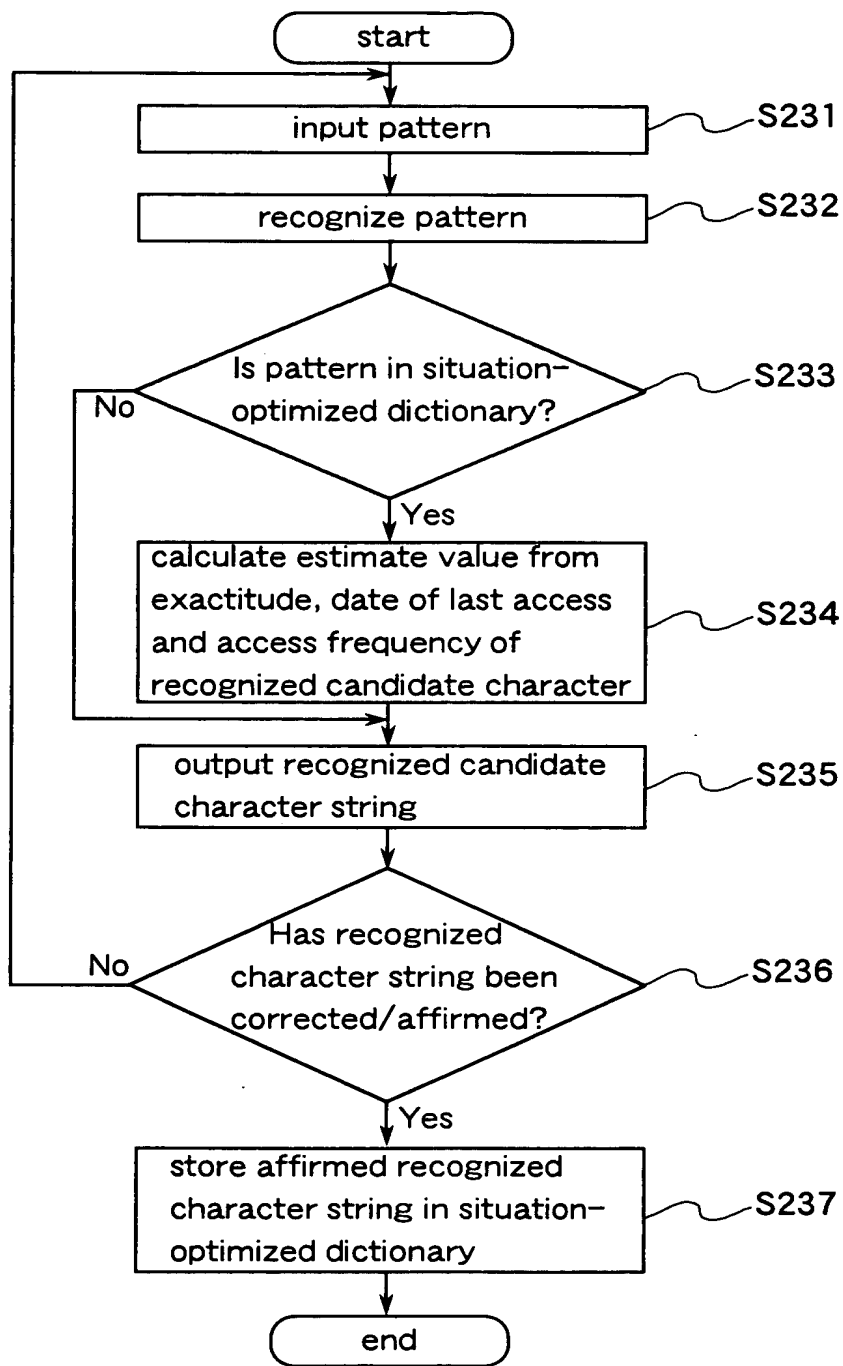 start
input pattern
S231
recognize pattern
S232
Is pattern in situation-
optimized dictionary?
S233
No
Yes
calculate estimate value from
exactitude, date of last access
and access frequency of
recognized candidate character
S234
output recognized candidate
character string
S235
Has recognized
character string been
corrected/affirmed?
S236
No
Yes
store affirmed recognized
character string in situation-
optimized dictionary
S237
end